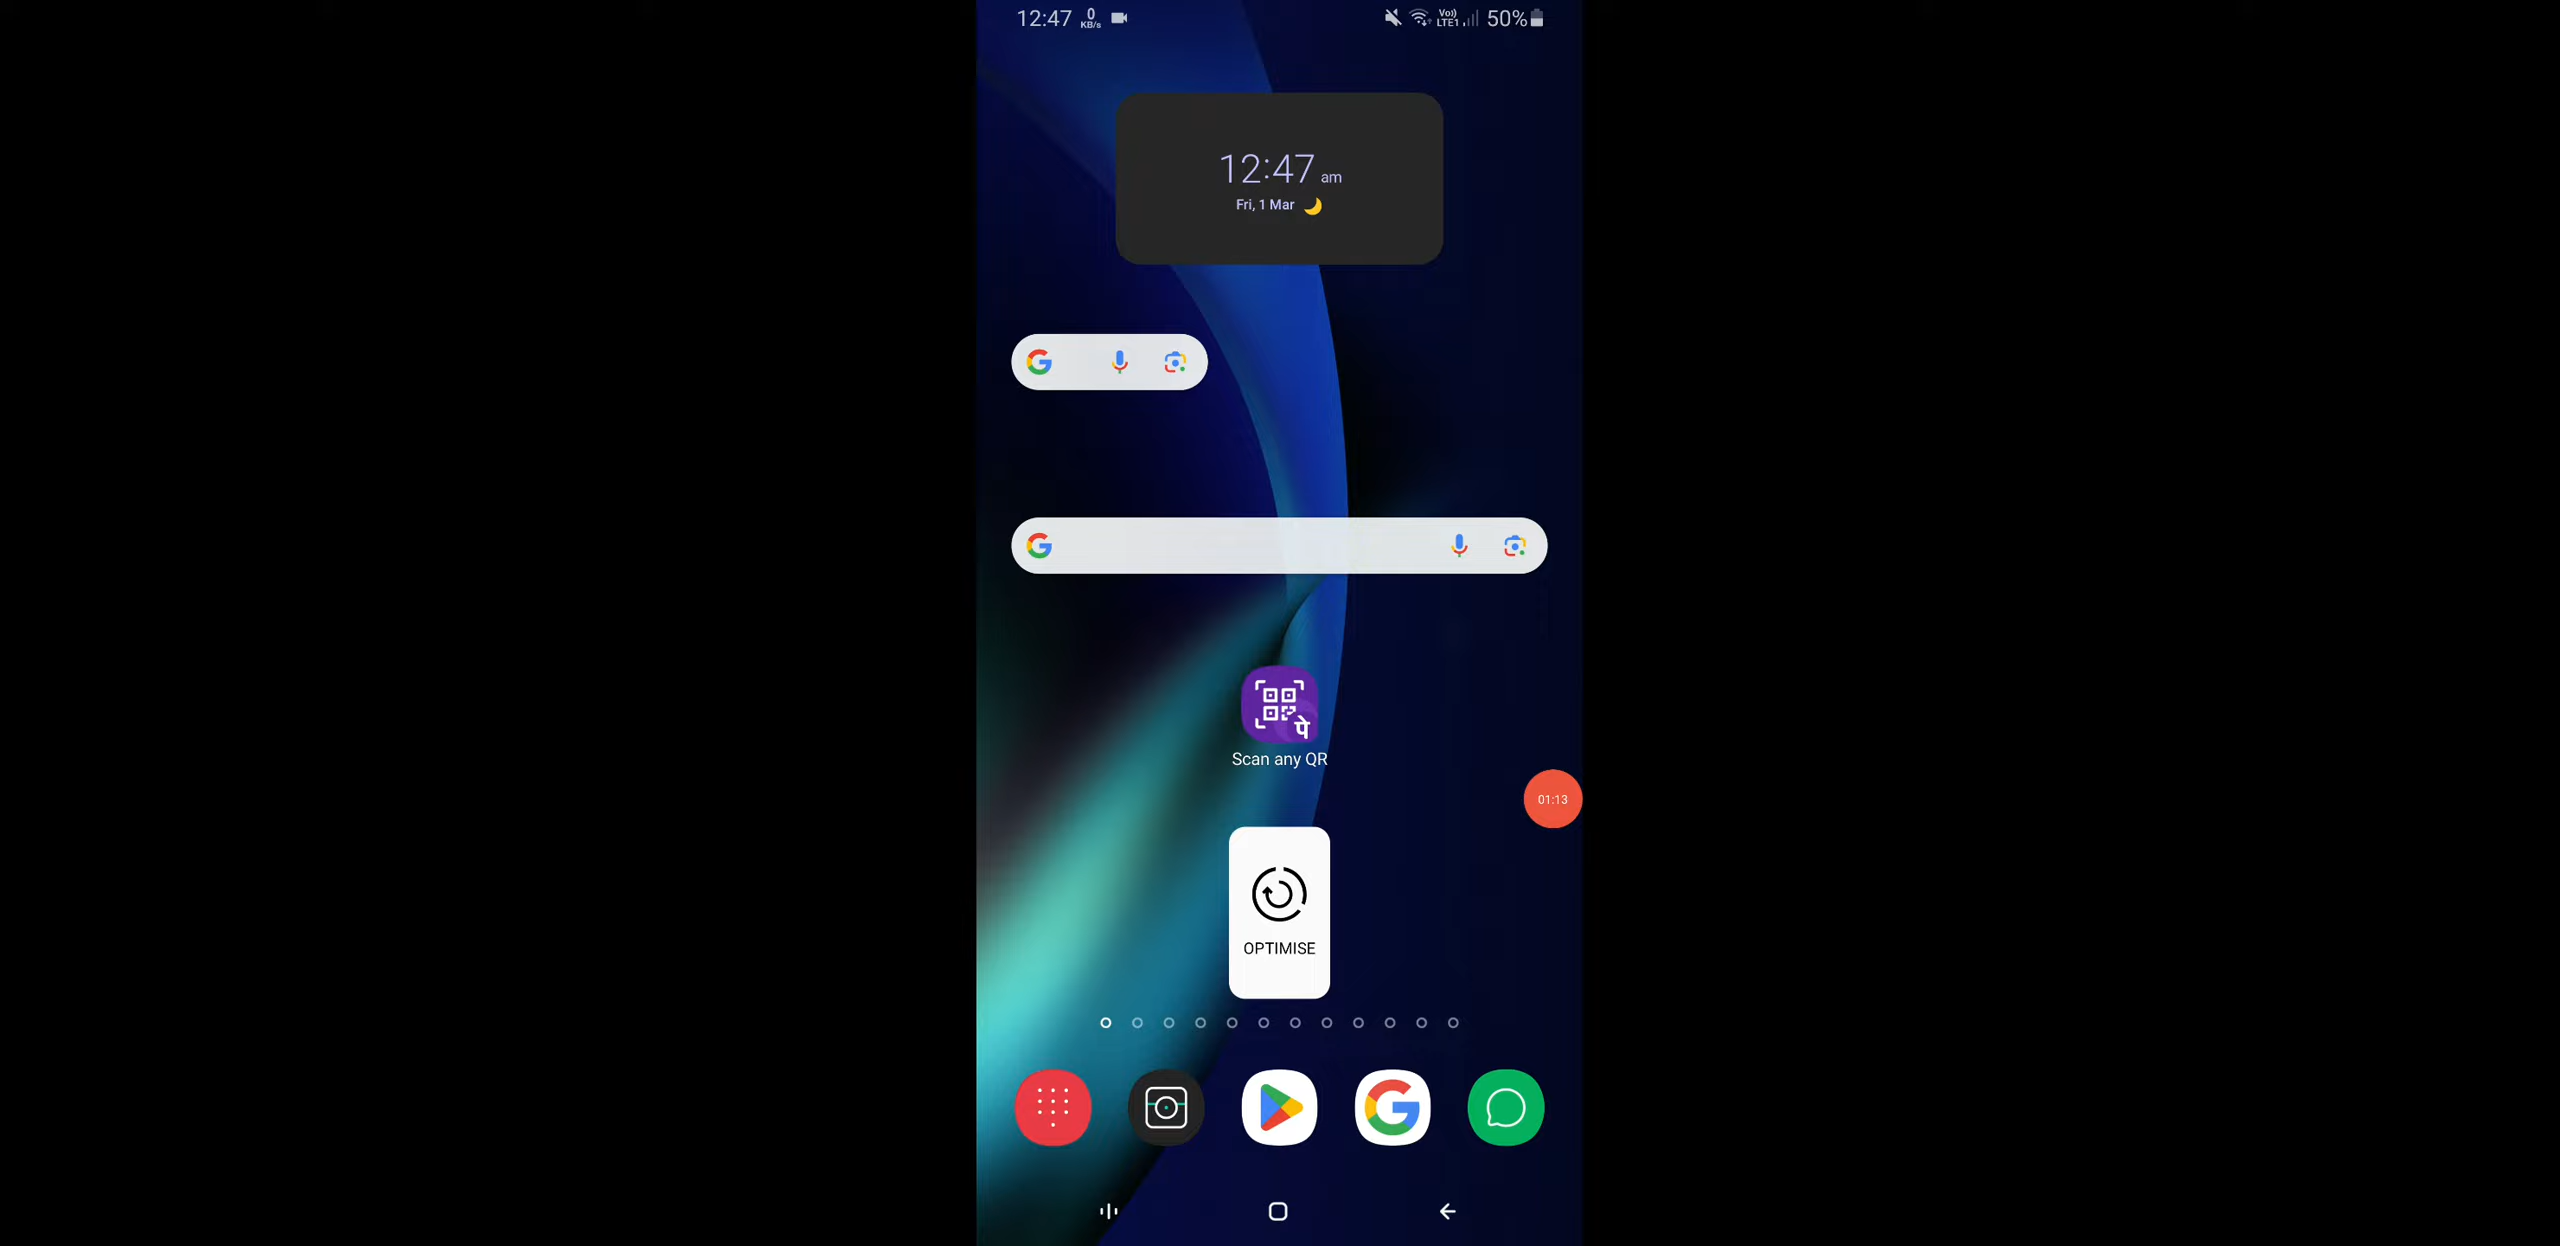 12:47 0 KB/s Vo)) LTE1 50%
12:47 am
Fri, 1 Mar
पे
Scan any QR
01:13
OPTIMISE